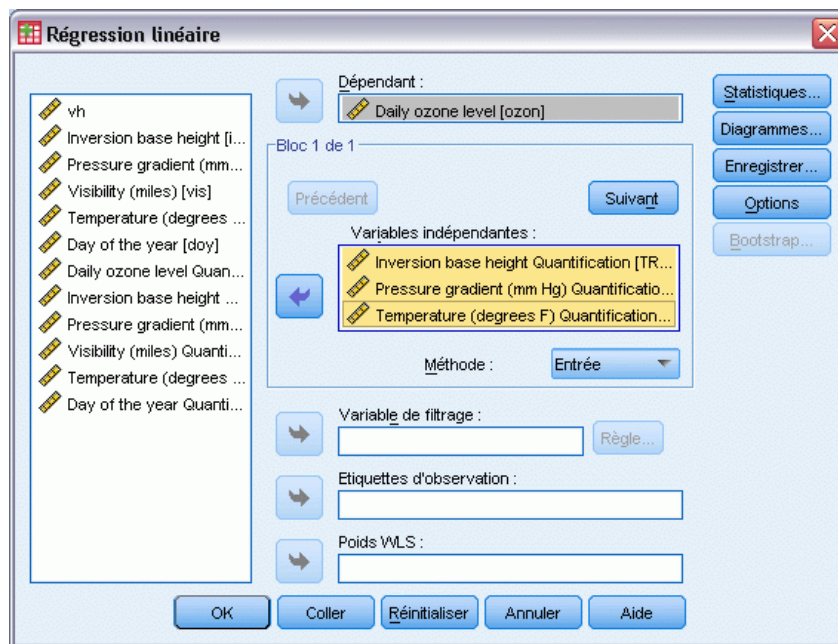 Régression linéaire
vh
Inversion base height [i...
Pressure gradient (mm...
Visibility (miles) [vis]
Temperature (degrees ...
Day of the year [doy]
Daily ozone level Quan...
Inversion base height ...
Pressure gradient (mm...
Visibility (miles) Quanti...
Temperature (degrees ...
Day of the year Quanti...
Dépendant :
Daily ozone level [ozon]
Bloc 1 de 1
Précédent
Suivant
Variables indépendantes :
Inversion base height Quantification [TR...
Pressure gradient (mm Hg) Quantificatio...
Temperature (degrees F) Quantification...
Méthode :
Entrée
Variable de filtrage :
Règle...
Etiquettes d'observation :
Poids WLS :
Statistiques...
Diagrammes...
Enregistrer...
Options
Bootstrap...
OK
Coller
Réinitialiser
Annuler
Aide